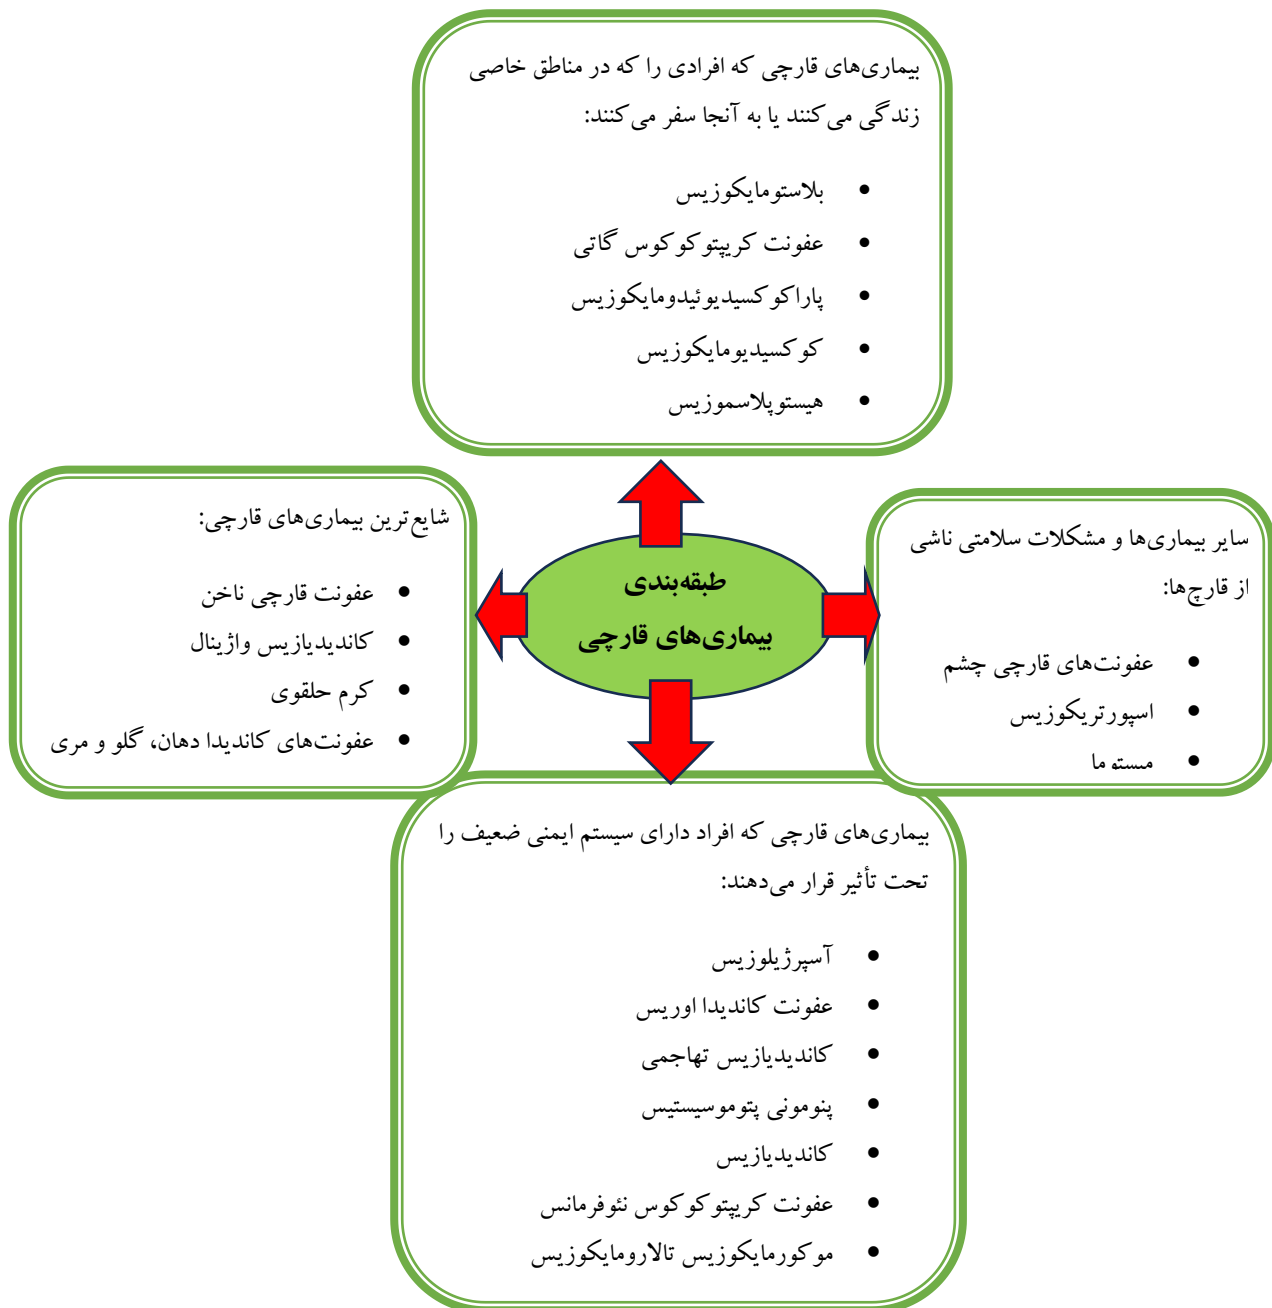 بیماری‌های قارچی که افرادی را که در مناطق خاصی
زندگی می‌کنند یا به آنجا سفر می‌کنند:
• بلاستومایکوزیس
• عفونت کریپتوکوکوس گاتی
• پاراکوکسیدیوئیدومایکوزیس
• کوکسیدیومایکوزیس
• هیستوپلاسموزیس
سایر بیماری‌ها و مشکلات سلامتی ناشی
از قارچ‌ها:
• عفونت‌های قارچی چشم
• اسپورتریکوزیس
• میستوما
طبقه‌بندی
بیماری‌های قارچی
شایع‌ترین بیماری‌های قارچی:
• عفونت قارچی ناخن
• کاندیدیازیس واژینال
• کرم حلقوی
• عفونت‌های کاندیدا دهان، گلو و مری
بیماری‌های قارچی که افراد دارای سیستم ایمنی ضعیف را
تحت تأثیر قرار می‌دهند:
• آسپرژیلوزیس
• عفونت کاندیدا اوریس
• کاندیدیازیس تهاجمی
• پنومونی پتوموسیستیس
• کاندیدیازیس
• عفونت کریپتوکوکوس نئوفرمانس
• موکورمایکوزیس تالارومایکوزیس